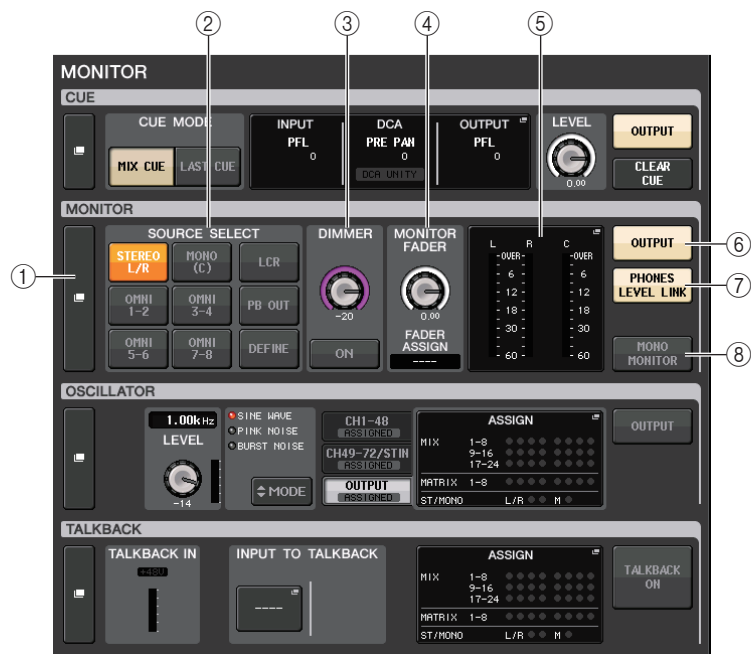 ② ③ ④ ⑤
MONITOR
CUE
CUE MODE
MIX CUE
LAST CUE
INPUT
PFL
0
DCA
PRE PAN
0
DCA UNITY
OUTPUT
PFL
0
LEVEL
0.00
OUTPUT
CLEAR
CUE
MONITOR
①
SOURCE SELECT
STEREO
L/R
MONO
(C)
LCR
OMNI
1-2
OMNI
3-4
PB OUT
OMNI
5-6
OMNI
7-8
DEFINE
DIMMER
-20
ON
MONITOR
FADER
0.00
FADER
ASSIGN
----
L R C
-OVER- -OVER-
6 6
12 12
18 18
30 30
60 60
OUTPUT
⑥
PHONES
LEVEL LINK
⑦
MONO
MONITOR
⑧
OSCILLATOR
1.00kHz
LEVEL
-14
SINE WAVE
PINK NOISE
BURST NOISE
MODE
CH1-48
ASSIGNED
CH49-72/STIN
ASSIGNED
OUTPUT
ASSIGNED
ASSIGN
MIX 1-8
9-16
17-24
MATRIX 1-8
ST/MONO L/R M
OUTPUT
TALKBACK
TALKBACK IN
+48V
INPUT TO TALKBACK
----
ASSIGN
MIX 1-8
9-16
17-24
MATRIX 1-8
ST/MONO L/R M
TALKBACK
ON